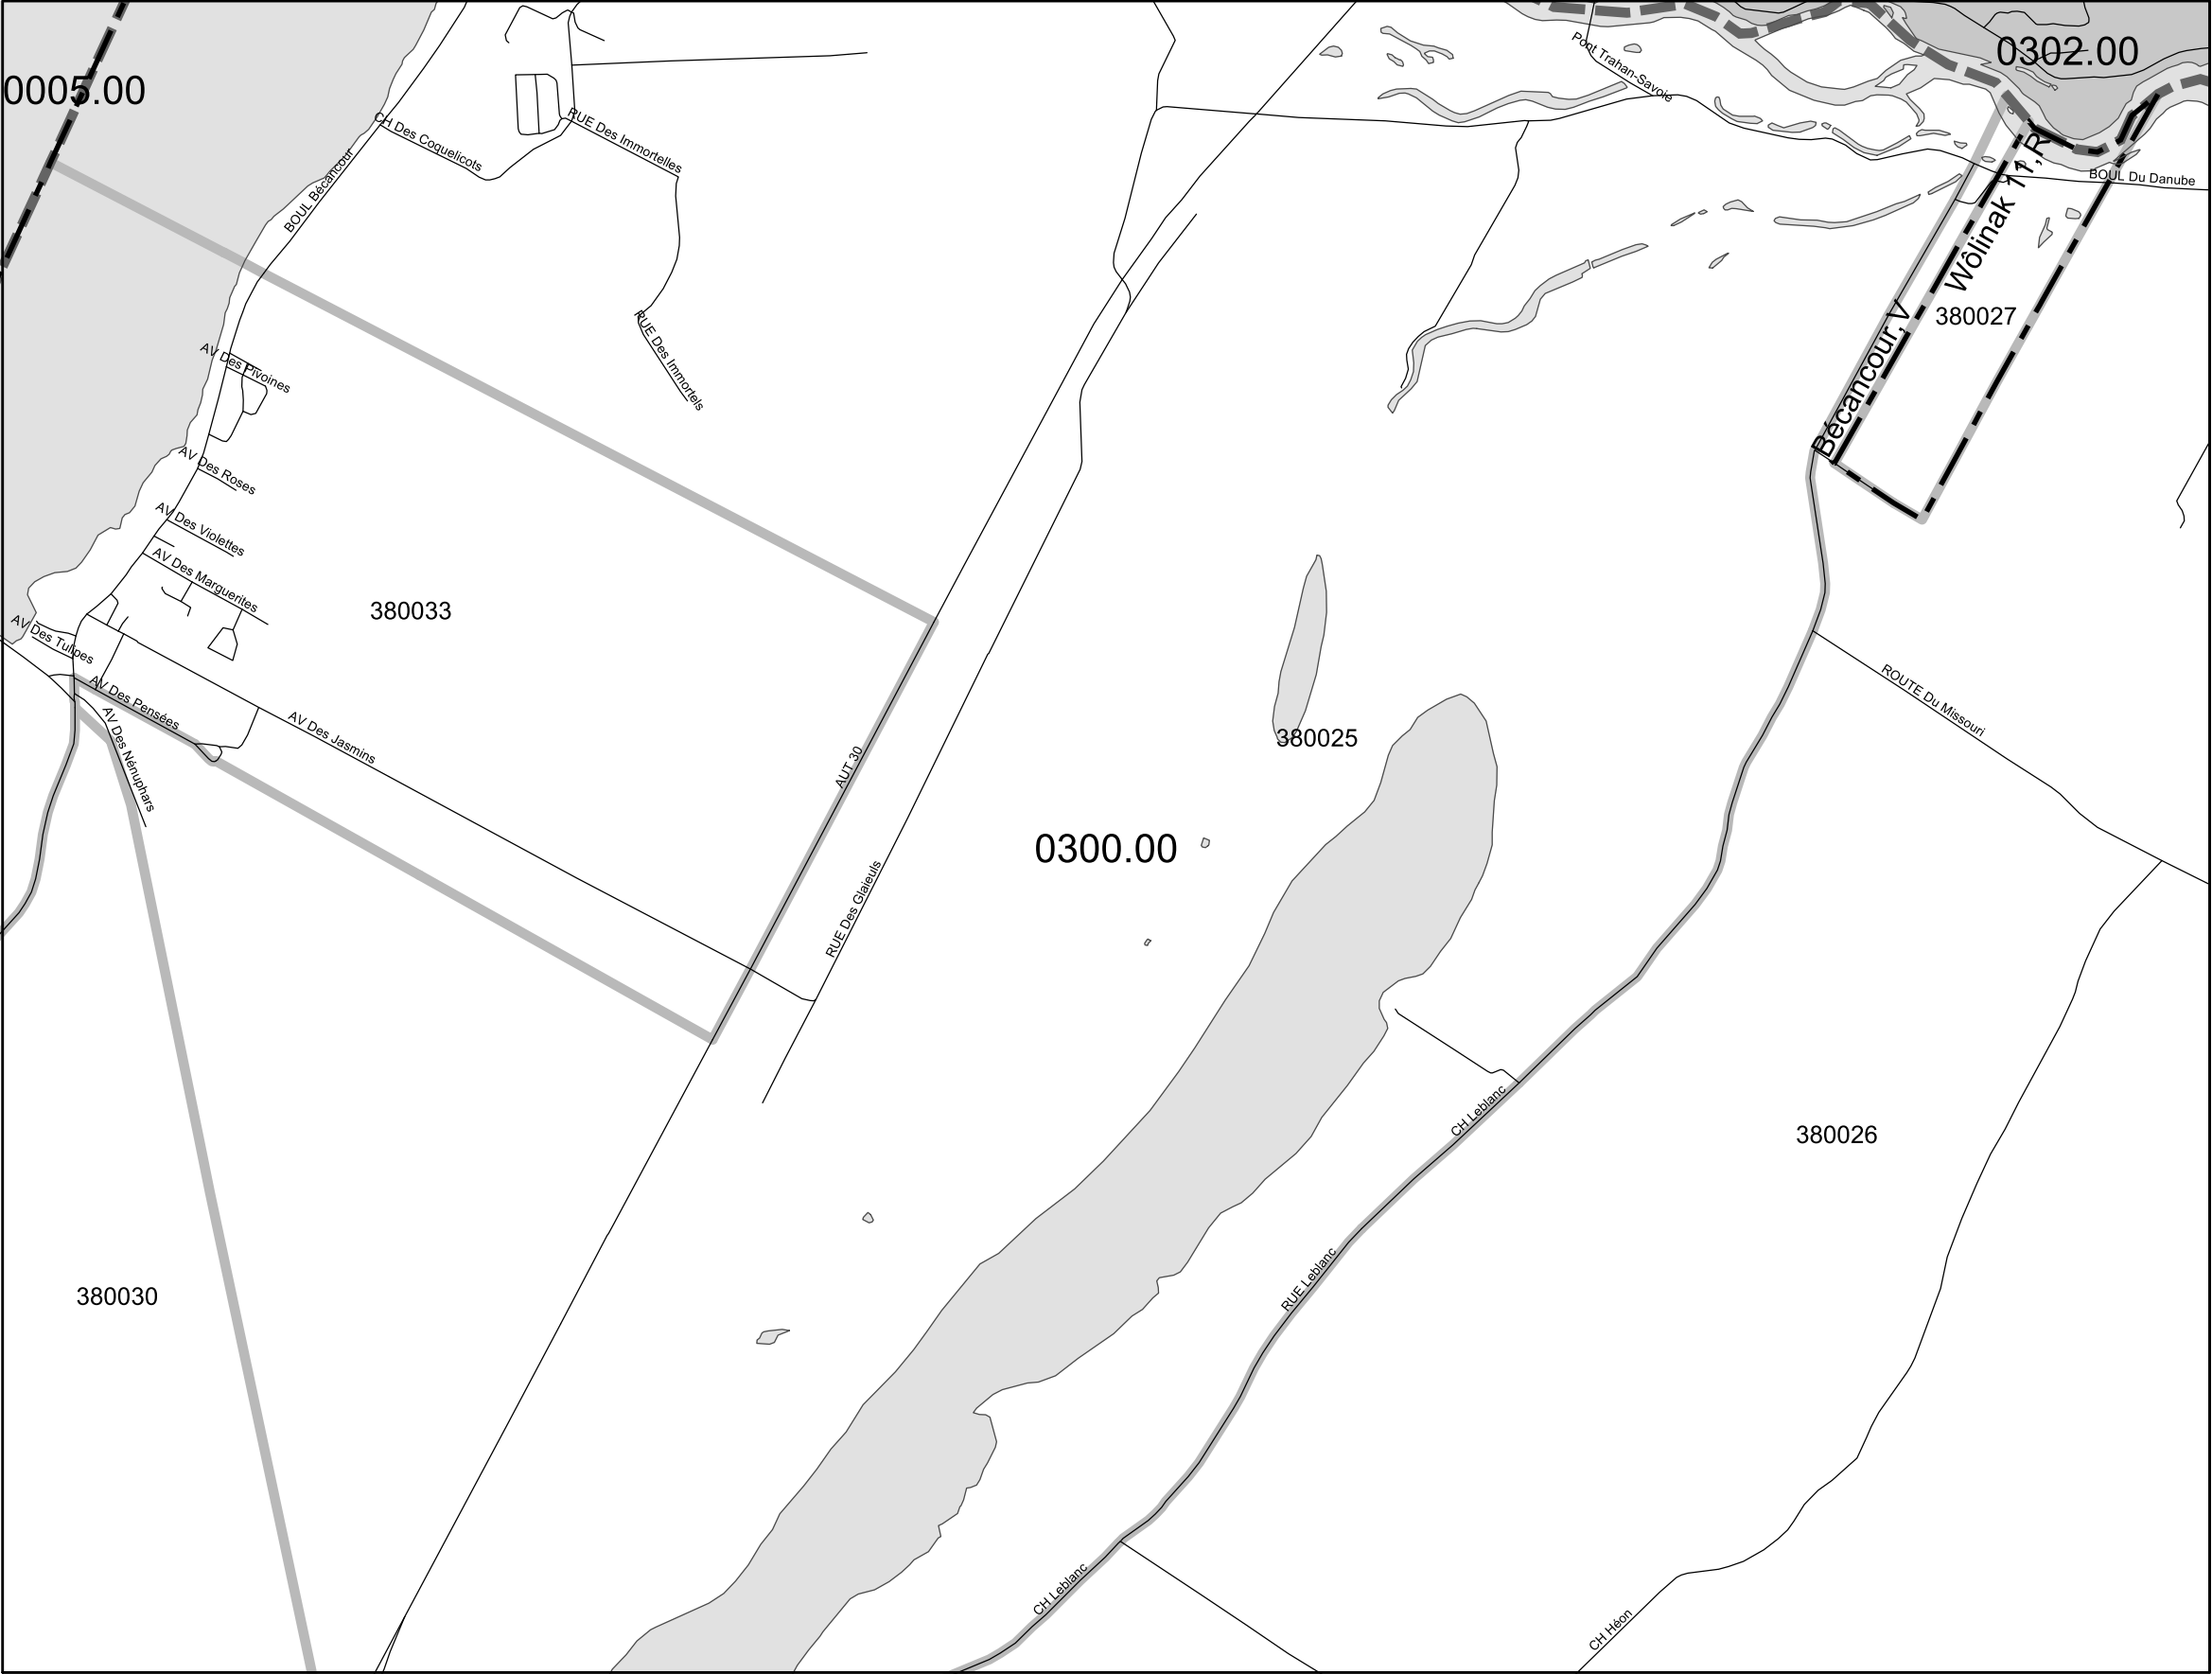 0302.00
Pont Trahan-Savoie
0005.00
CH Des Coquelicots
RUE Des Immortelles
BOUL Bécancour
BOUL Du Danube
Wôlinak 11,R
380027
RUE Des Immortels
Bécancour,V
AV Des Pivoines
AV Des Roses
AV Des Violettes
AV Des Marguerites
380033
AV Des Tulipes
AV Des Pensées
ROUTE Du Missouri
AV Des Nénuphars
AV Des Jasmins
380025
AUT 30
0300.00
RUE Des Glaieuls
CH Leblanc
380026
RUE Leblanc
380030
CH Leblanc
CH Héon